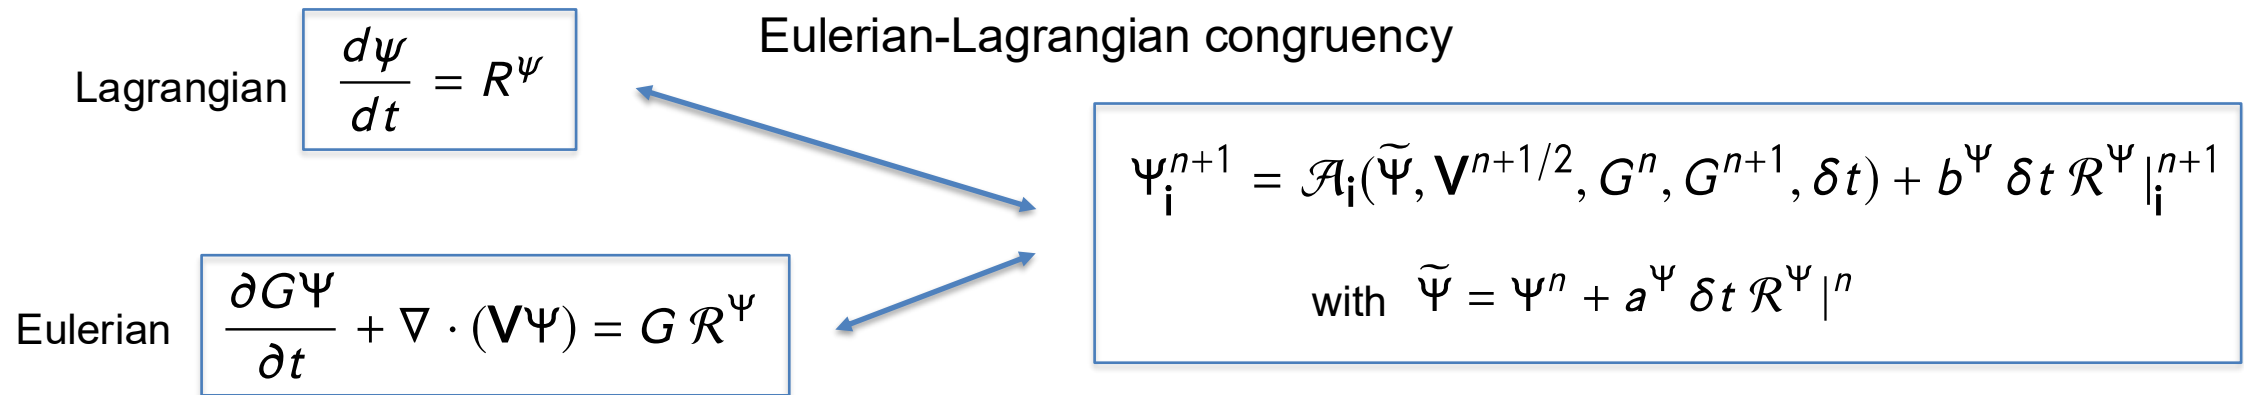 Eulerian-Lagrangian congruency
Lagrangian dψ/dt = R^ψ
Eulerian ∂GΨ/∂t + ∇ · (𝐕Ψ) = G ℛ^Ψ
Ψ_𝐢^{n+1} = 𝒜_𝐢(Ψ̃, 𝐕^{n+1/2}, G^n, G^{n+1}, δt) + b^Ψ δt ℛ^Ψ|_𝐢^{n+1}
with Ψ̃ = Ψ^n + a^Ψ δt ℛ^Ψ|^n